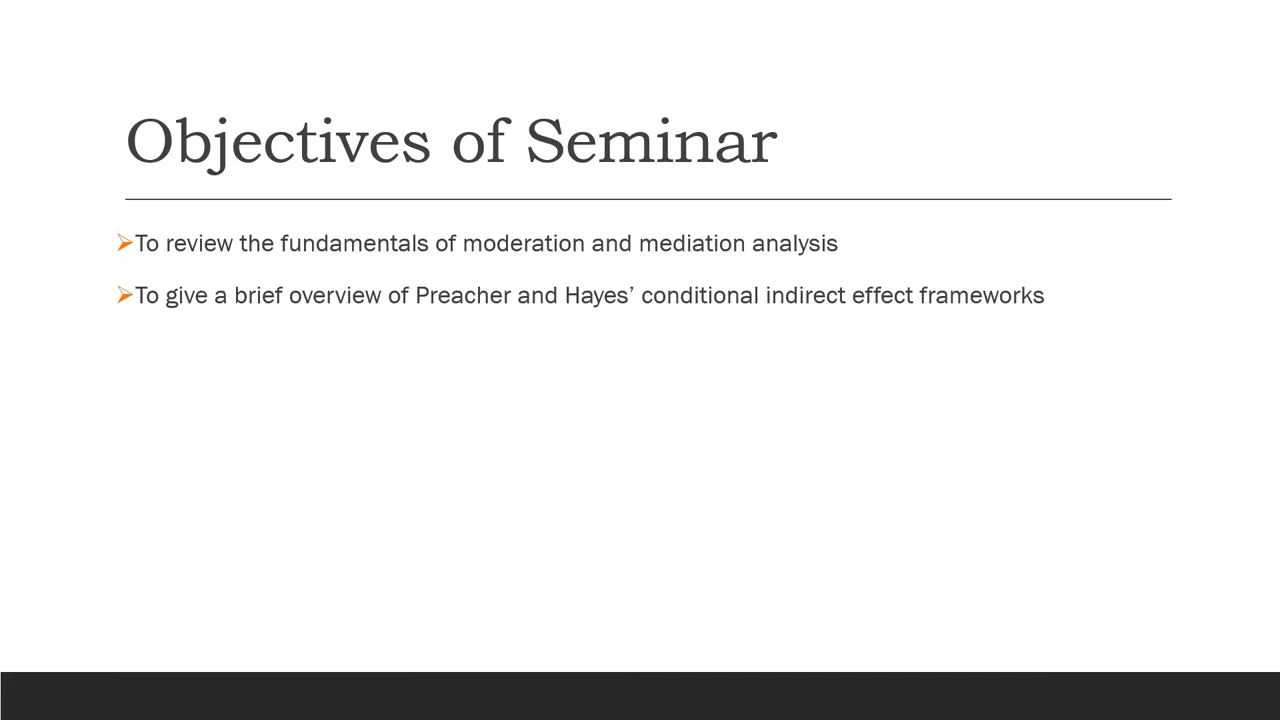 Objectives of Seminar
➢To review the fundamentals of moderation and mediation analysis
➢To give a brief overview of Preacher and Hayes’ conditional indirect effect frameworks